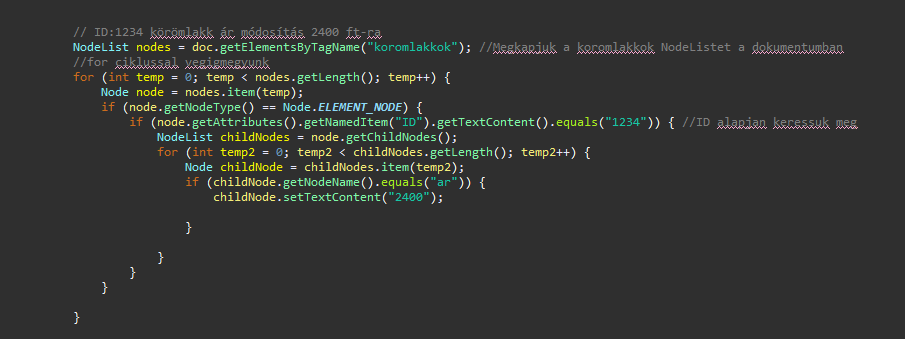 // ID:1234 körömlakk ár módosítás 2400 ft-ra
NodeList nodes = doc.getElementsByTagName("koromlakkok"); //Megkapjuk a koromlakkok NodeListet a dokumentumban
//for ciklussal vegigmegyunk
for (int temp = 0; temp < nodes.getLength(); temp++) {
Node node = nodes.item(temp);
if (node.getNodeType() == Node.ELEMENT_NODE) {
if (node.getAttributes().getNamedItem("ID").getTextContent().equals("1234")) { //ID alapjan keressuk meg
NodeList childNodes = node.getChildNodes();
for (int temp2 = 0; temp2 < childNodes.getLength(); temp2++) {
Node childNode = childNodes.item(temp2);
if (childNode.getNodeName().equals("ar")) {
childNode.setTextContent("2400");
}
}
}
}
}